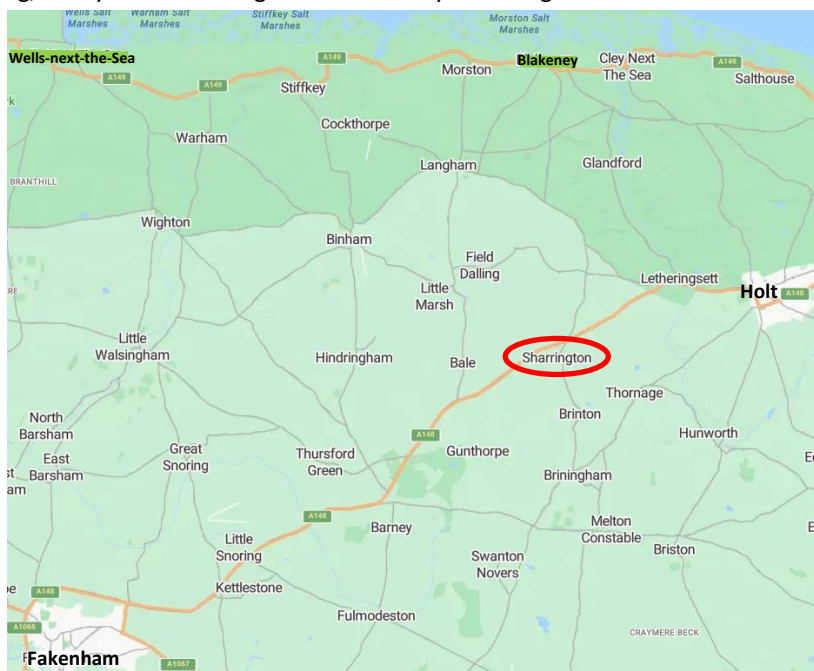 Wells Salt
Marshes
Warham Salt
Marshes
Stiffkey Salt
Marshes
Morston Salt
Marshes
Wells-next-the-Sea
A149
A149
Stiffkey
A149
Morston
Blakeney
Cley Next
The Sea
A149
Salthouse
Warham
Cockthorpe
Langham
Glandford
BRANTHILL
Wighton
Binham
Field
Dalling
Little
Marsh
Letheringsett
Holt
A148
Little
Walsingham
Hindringham
Bale
Sharrington
Thornage
Brinton
Hunworth
North
Barsham
East
Barsham
Great
Snoring
Thursford
Green
A148
Gunthorpe
Briningham
A148
Little
Snoring
Barney
Melton
Constable
Briston
Swanton
Novers
A148
Kettlestone
Fulmodeston
CRAYMERE BECK
A1065
Fakenham
A1067